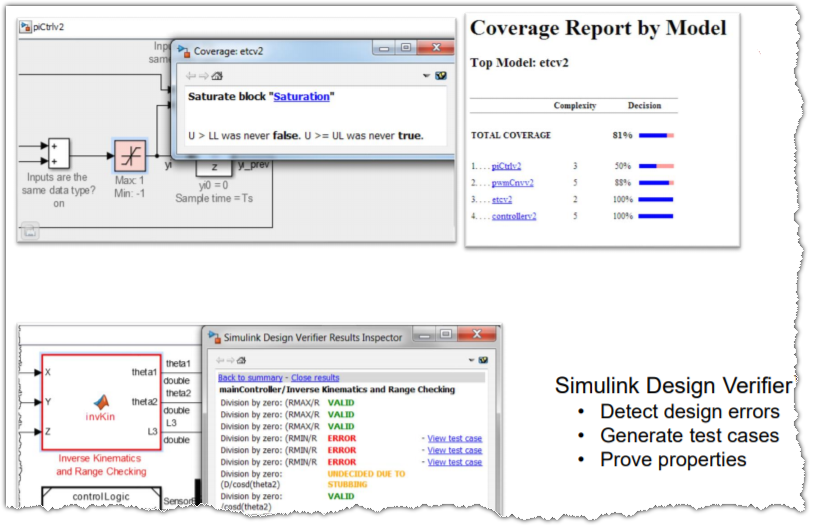 piCtrlv2
Inp
sam
Coverage: etcv2
Saturate block "Saturation"
U > LL was never false. U >= UL was never true.
Inputs are the
same data type?
on
Max: 1
Min: -1
yi
z
yi_prev
yi0 = 0
Sample time = Ts
Coverage Report by Model
Top Model: etcv2
Complexity Decision
TOTAL COVERAGE 81%
1. . . . piCtrlv2 3 50%
2. . . . pwmCnvv2 5 88%
3. . . . etcv2 2 100%
4. . . . controllerv2 5 100%
X
Y
Z
invKin
theta1
theta2
L3
theta1
double
theta2
double
L3
double
Inverse Kinematics
and Range Checking
controlLogic
Sensor
Simulink Design Verifier Results Inspector
Back to summary - Close results
mainController/Inverse Kinematics and Range Checking
Division by zero: (RMAX/R VALID
Division by zero: (RMAX/R VALID
Division by zero: (RMAX/R VALID
Division by zero: (RMIN/R ERROR - View test case
Division by zero: (RMIN/R ERROR - View test case
Division by zero: (RMIN/R ERROR - View test case
Division by zero: UNDECIDED DUE TO
(D/cosd(theta2) STUBBING
Division by zero: VALID
/cosd(theta2)
Simulink Design Verifier
• Detect design errors
• Generate test cases
• Prove properties